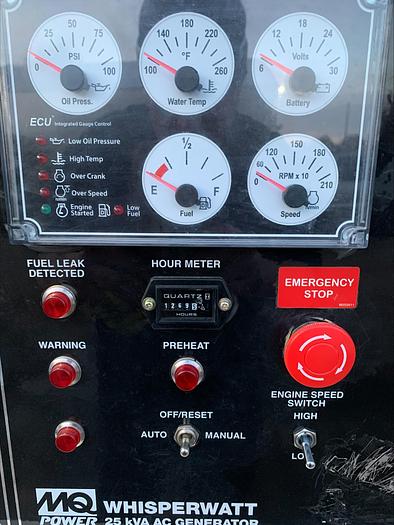 25 50 75
0 PSI 100
Oil Press.
140 180 220
100 °F 260
Water Temp
12 18 24
6 Volts 30
Battery
ECU Integrated Gauge Control
Low Oil Pressure
High Temp
Over Crank
Over Speed
Engine Started
Low Fuel
1/2
E F
Fuel
60 120 150 180
0 RPM x 10 210
Speed
n/min
FUEL LEAK
DETECTED
HOUR METER
QUARTZ
1269
HOURS
EMERGENCY
STOP
WARNING
PREHEAT
ENGINE SPEED
SWITCH
HIGH
OFF/RESET
AUTO MANUAL
LO
MQ WHISPERWATT
POWER 25 kVA AC GENERATOR